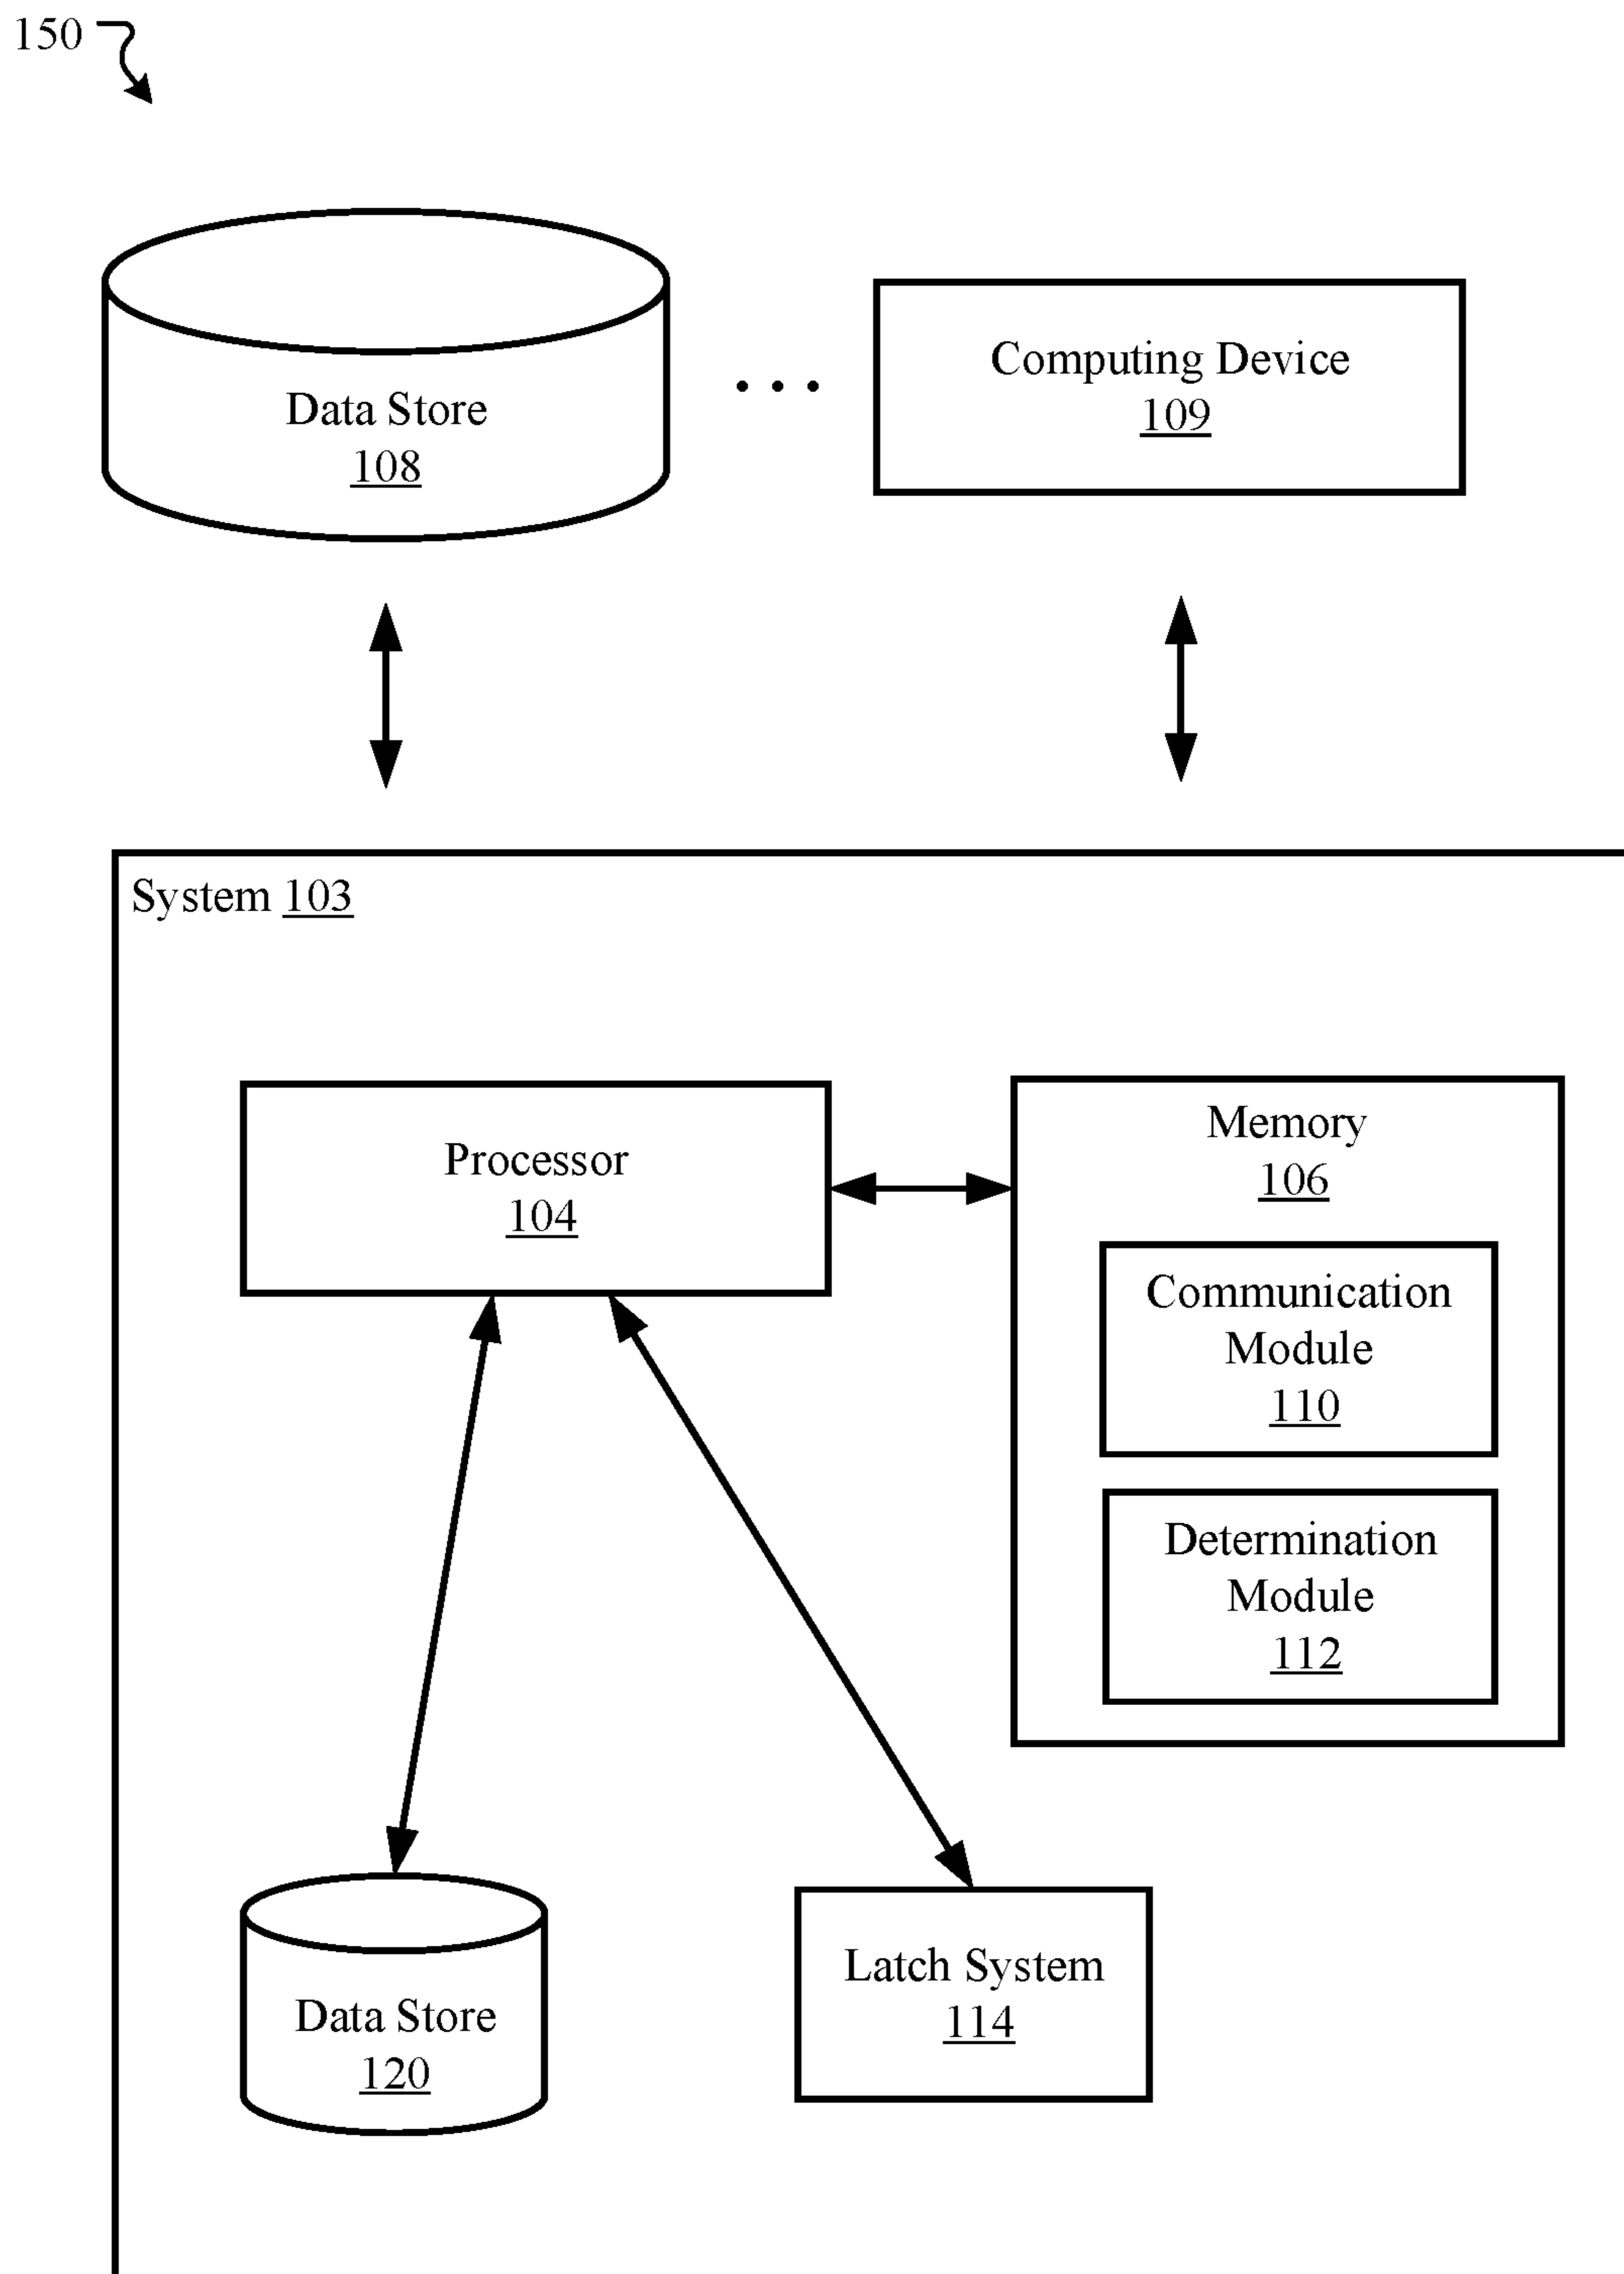 150
Data Store
108
Computing Device
109
System 103
Processor
104
Memory
106
Communication
Module
110
Determination
Module
112
Data Store
120
Latch System
114